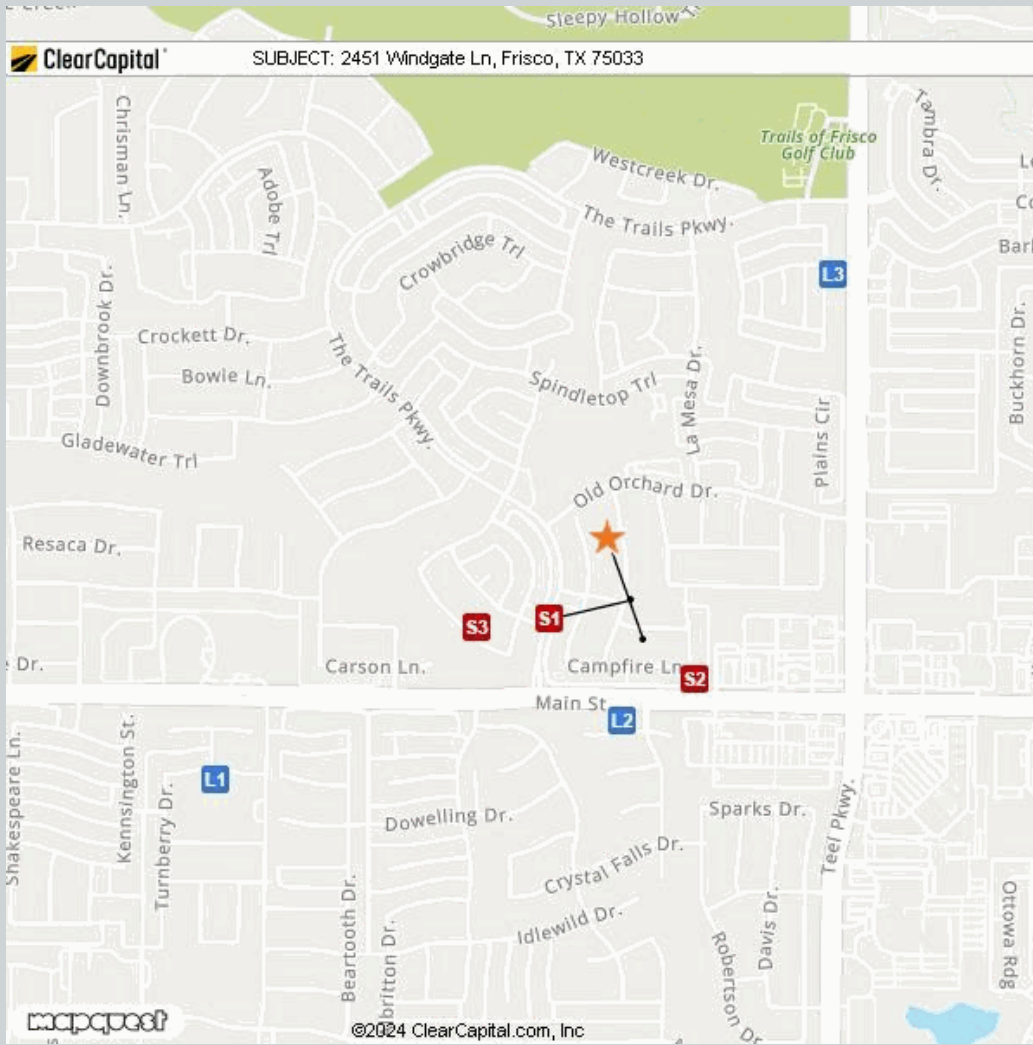 Sleepy Hollow
ClearCapital
SUBJECT: 2451 Windgate Ln, Frisco, TX 75033
Chrisman Ln.
Adobe Trl
Westcreek Dr.
Trails of Frisco
Golf Club
Tambra Dr.
The Trails Pkwy.
Crowbridge Trl
L3
Downbrook Dr.
Crockett Dr.
Bowie Ln.
The Trails Pkwy.
Spindletop Trl
La Mesa Dr.
Buckhorn Dr.
Plains Cir
Gladewater Trl
Old Orchard Dr.
Resaca Dr.
S3
S1
Dr.
Carson Ln.
Campfire Ln
S2
Main St
L2
L1
Shakespeare Ln.
Kennsington St.
Turnberry Dr.
Dowelling Dr.
Sparks Dr.
Teel Pkwy.
Crystal Falls Dr.
Idlewild Dr.
Beartooth Dr.
britton Dr.
Davis Dr.
Robertson Dr.
Ottowa Rdg
mapquest
©2024 ClearCapital.com, Inc